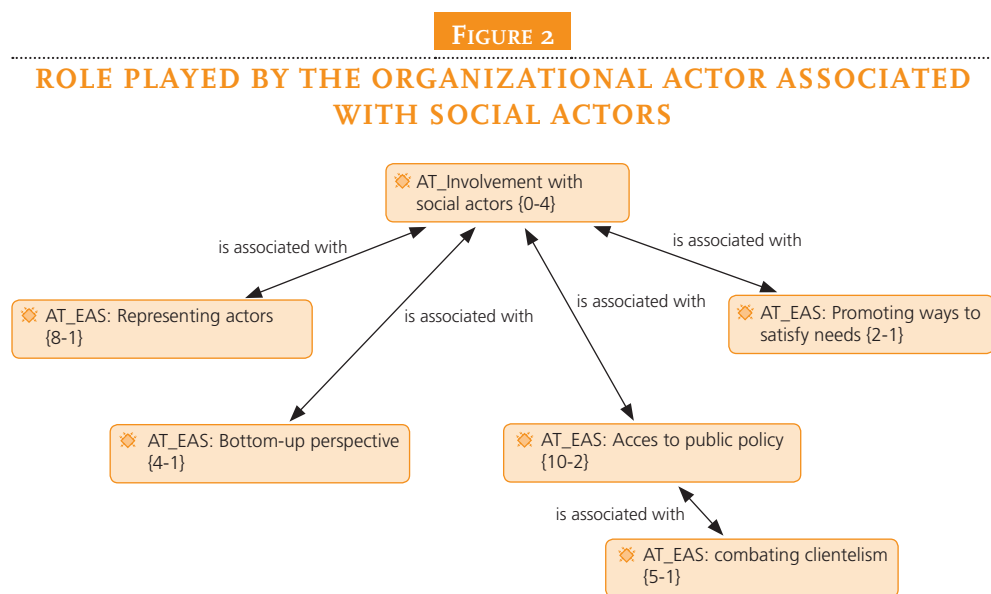 FIGURE 2
ROLE PLAYED BY THE ORGANIZATIONAL ACTOR ASSOCIATED
WITH SOCIAL ACTORS
AT_Involvement with
social actors {0-4}
is associated with
is associated with
is associated with
is associated with
AT_EAS: Representing actors
{8-1}
AT_EAS: Promoting ways to
satisfy needs {2-1}
AT_EAS: Bottom-up perspective
{4-1}
AT_EAS: Acces to public policy
{10-2}
is associated with
AT_EAS: combating clientelism
{5-1}